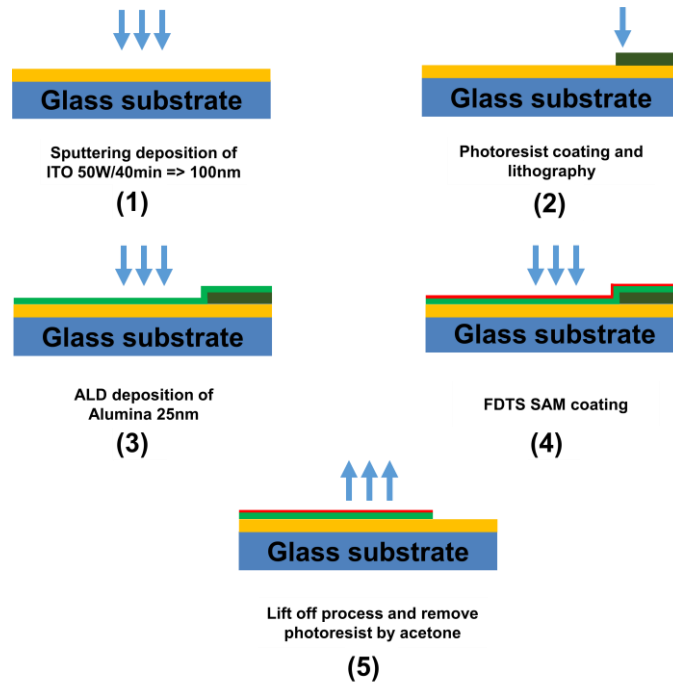 Glass substrate
Sputtering deposition of
ITO 50W/40min => 100nm
(1)
Glass substrate
Photoresist coating and
lithography
(2)
Glass substrate
ALD deposition of
Alumina 25nm
(3)
Glass substrate
FDTS SAM coating
(4)
Glass substrate
Lift off process and remove
photoresist by acetone
(5)